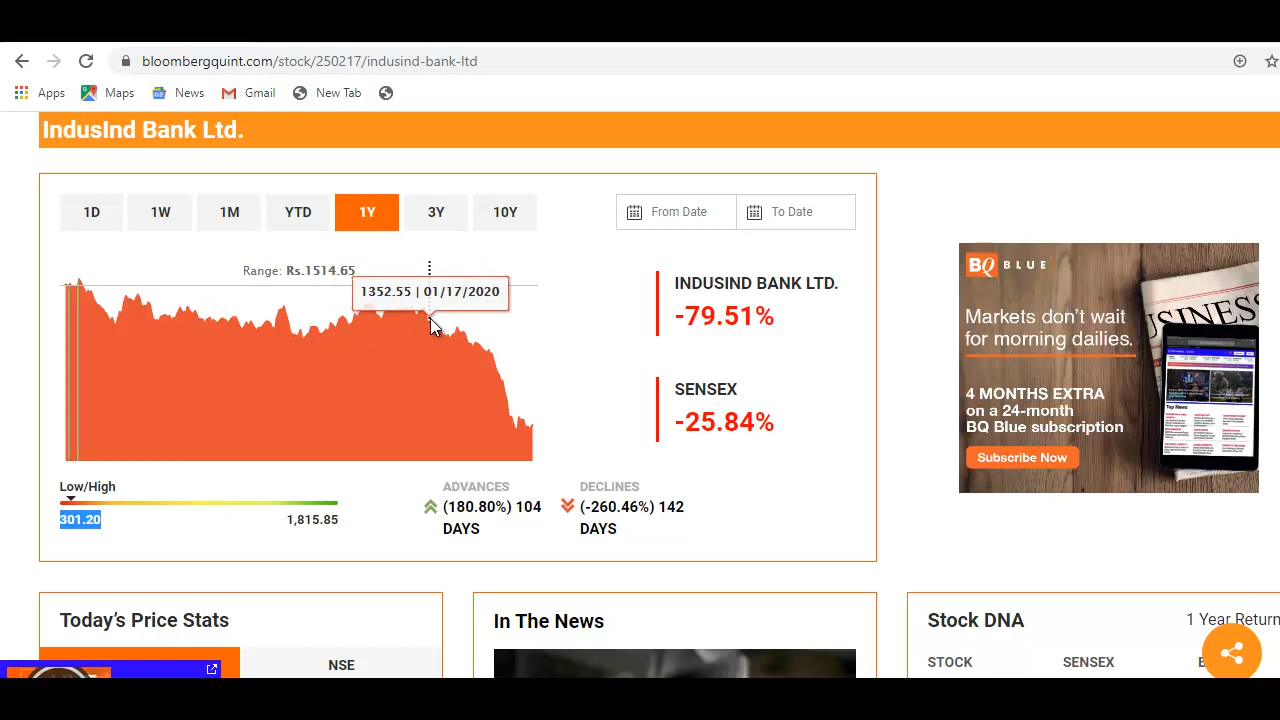 bloombergquint.com/stock/250217/indusind-bank-ltd
Apps Maps News Gmail New Tab
IndusInd Bank Ltd.
1D 1W 1M YTD 1Y 3Y 10Y
From Date To Date
Range: Rs.1514.65
1352.55 | 01/17/2020
INDUSIND BANK LTD.
-79.51%
SENSEX
-25.84%
Low/High
301.20 1,815.85
ADVANCES
(180.80%) 104
DAYS
DECLINES
(-260.46%) 142
DAYS
BQ BLUE
Markets don't wait
for morning dailies.
4 MONTHS EXTRA
on a 24-month
BQ Blue subscription
Subscribe Now
Today's Price Stats
NSE
In The News
Stock DNA
1 Year Return
STOCK SENSEX